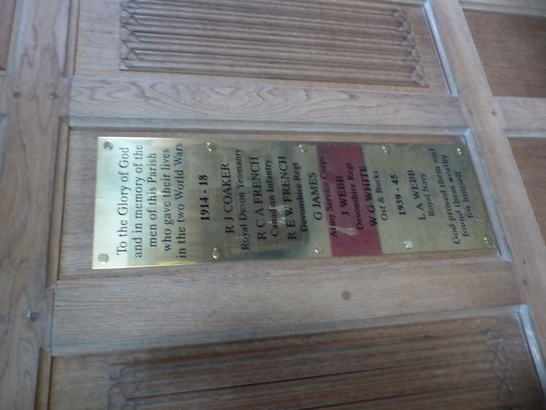 To the Glory of God
and in memory of the
men of this Parish
who gave their lives
in the two World Wars
1914 - 18
R J COAKER
Royal Devon Yeomanry
R C A FRENCH
Canadian Infantry
R E W FRENCH
Devonshire Regt
G JAMES
Army Service Corps
J WEBB
Devonshire Regt
W G WHITE
Oxf & Bucks
1939 - 45
L A WEBB
Royal Navy
God proved them and
found them worthy
for himself